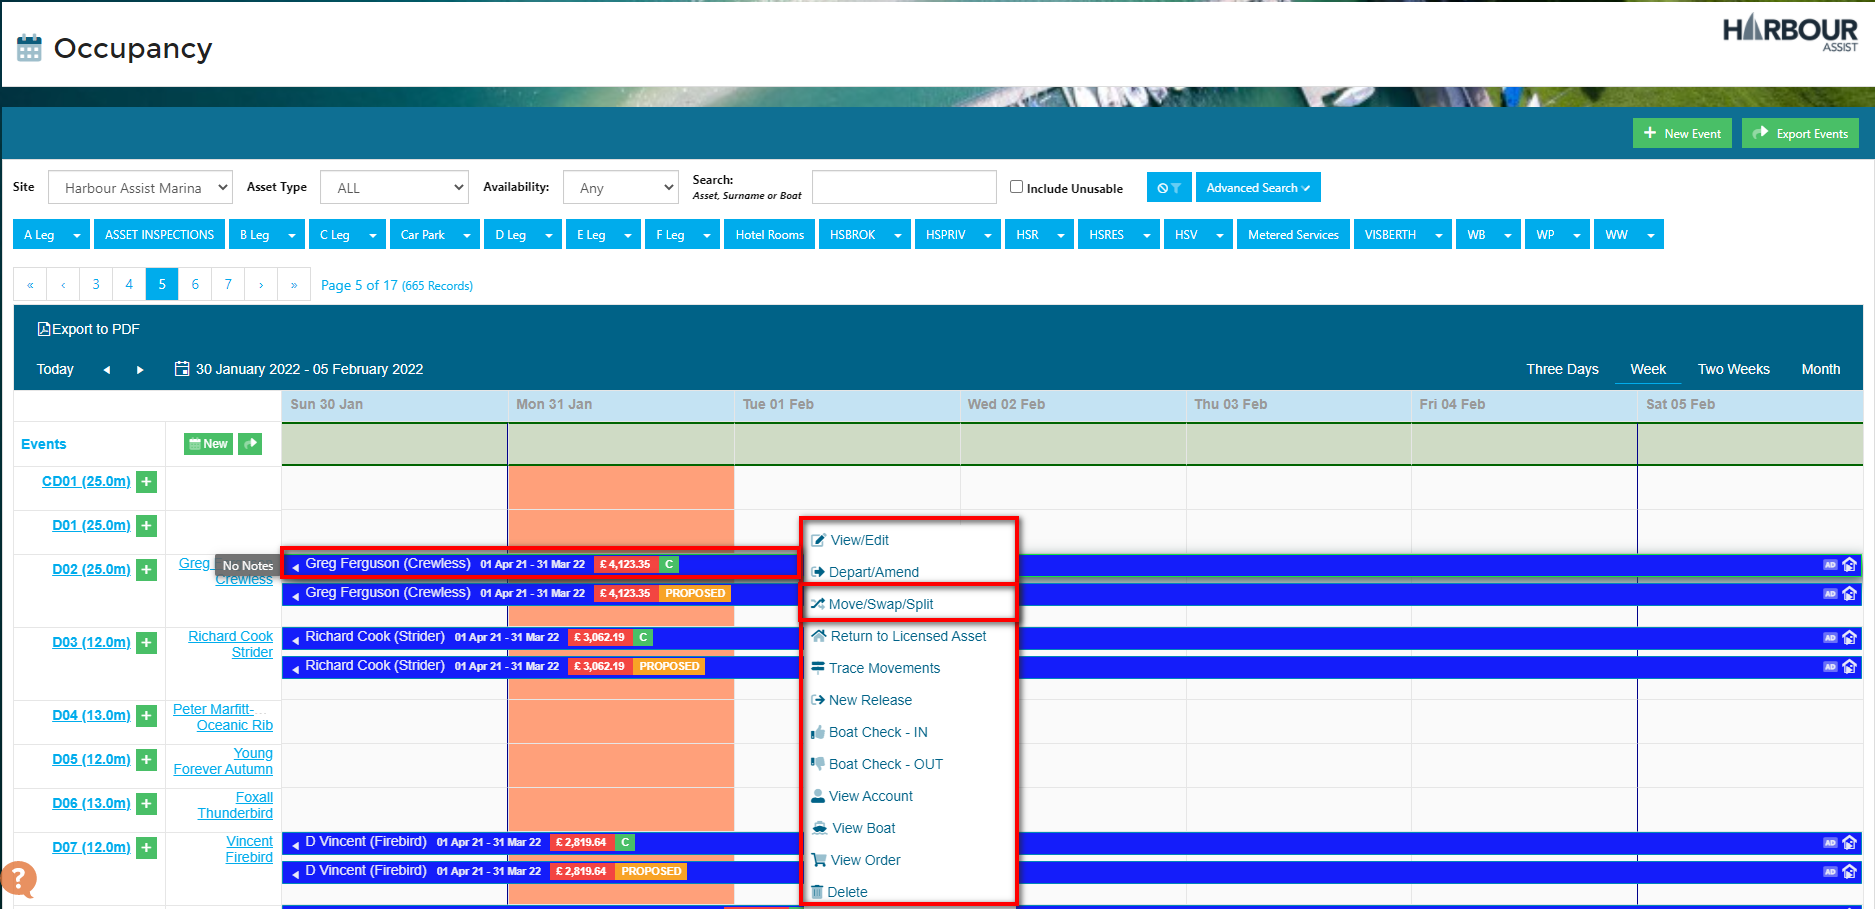 Occupancy
HARBOUR
ASSIST
New Event
Export Events
Site
Harbour Assist Marina
Asset Type
ALL
Availability:
Any
Search:
Asset, Surname or Boat
Include Unusable
Advanced Search
A Leg
ASSET INSPECTIONS
B Leg
C Leg
Car Park
D Leg
E Leg
F Leg
Hotel Rooms
HSBROK
HSPRIV
HSR
HSRES
HSV
Metered Services
VISBERTH
WB
WP
WW
« ‹ 3 4 5 6 7 › »
Page 5 of 17 (665 Records)
Export to PDF
Today
30 January 2022 - 05 February 2022
Three Days
Week
Two Weeks
Month
Sun 30 Jan
Mon 31 Jan
Tue 01 Feb
Wed 02 Feb
Thu 03 Feb
Fri 04 Feb
Sat 05 Feb
Events
New
CD01 (25.0m) +
D01 (25.0m) +
D02 (25.0m) +
Greg
Crewless
No Notes
Greg Ferguson (Crewless) 01 Apr 21 - 31 Mar 22 £ 4,123.35 C
AD
Greg Ferguson (Crewless) 01 Apr 21 - 31 Mar 22 £ 4,123.35 PROPOSED
AD
D03 (12.0m) +
Richard Cook
Strider
Richard Cook (Strider) 01 Apr 21 - 31 Mar 22 £ 3,062.19 C
AD
Richard Cook (Strider) 01 Apr 21 - 31 Mar 22 £ 3,062.19 PROPOSED
AD
D04 (13.0m) +
Peter Marfitt-...
Oceanic Rib
D05 (12.0m) +
Young
Forever Autumn
D06 (13.0m) +
Foxall
Thunderbird
D07 (12.0m) +
Vincent
Firebird
D Vincent (Firebird) 01 Apr 21 - 31 Mar 22 £ 2,819.64 C
AD
D Vincent (Firebird) 01 Apr 21 - 31 Mar 22 £ 2,819.64 PROPOSED
AD
View/Edit
Depart/Amend
Move/Swap/Split
Return to Licensed Asset
Trace Movements
New Release
Boat Check - IN
Boat Check - OUT
View Account
View Boat
View Order
Delete
?